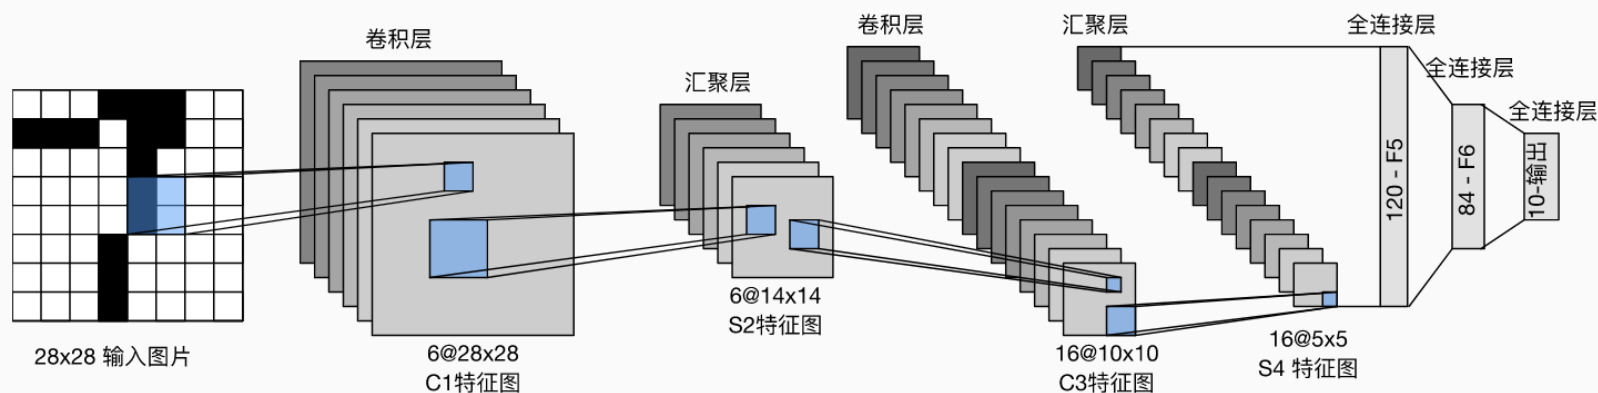 28x28 输入图片
卷积层
6@28x28
C1特征图
汇聚层
6@14x14
S2特征图
卷积层
16@10x10
C3特征图
汇聚层
16@5x5
S4 特征图
全连接层
120 - F5
全连接层
84 - F6
全连接层
10-输出